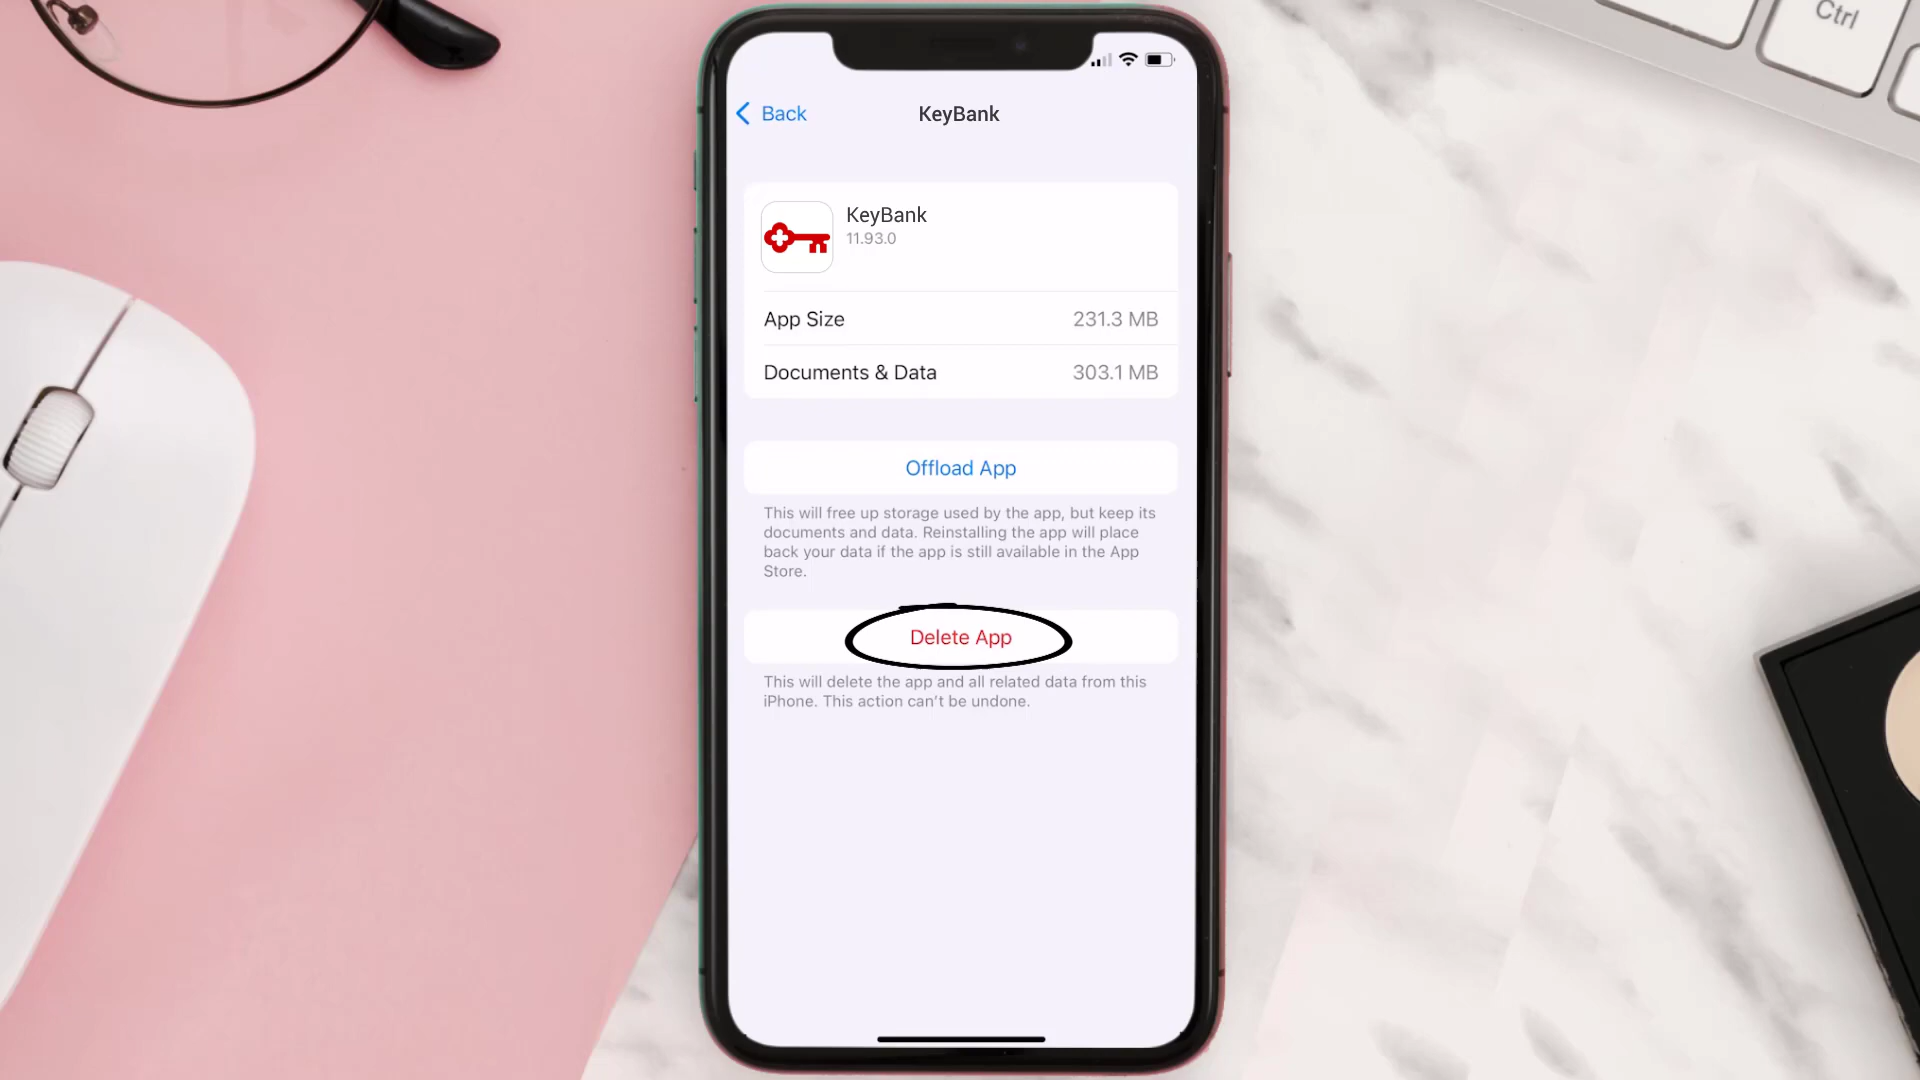 Ctrl
Back
KeyBank
KeyBank
11.93.0
App Size
231.3 MB
Documents & Data
303.1 MB
Offload App
This will free up storage used by the app, but keep its
documents and data. Reinstalling the app will place
back your data if the app is still available in the App
Store.
Delete App
This will delete the app and all related data from this
iPhone. This action can't be undone.